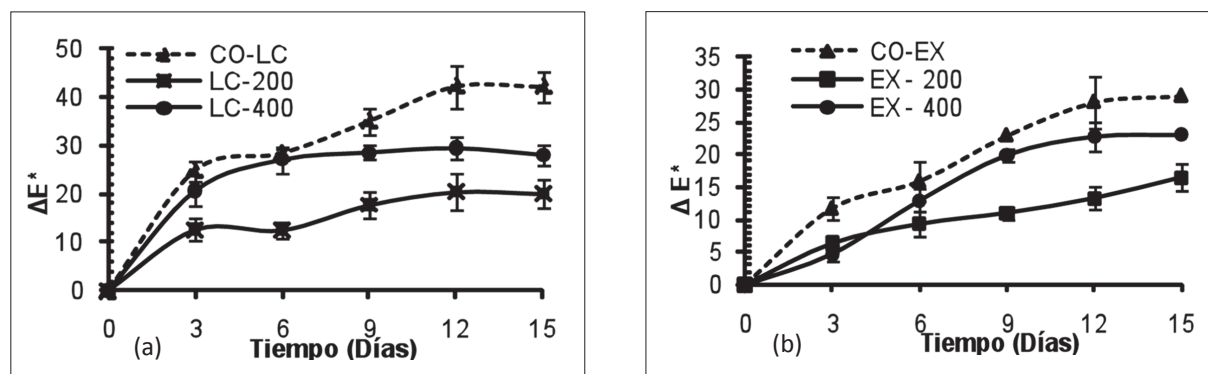 50
40
30
20
10
0
ΔE*
CO-LC
LC-200
LC-400
0 3 6 9 12 15
(a) Tiempo (Días)
35
30
25
20
15
10
5
0
Δ E*
CO-EX
EX - 200
EX - 400
0 3 6 9 12 15
(b) Tiempo (Días)